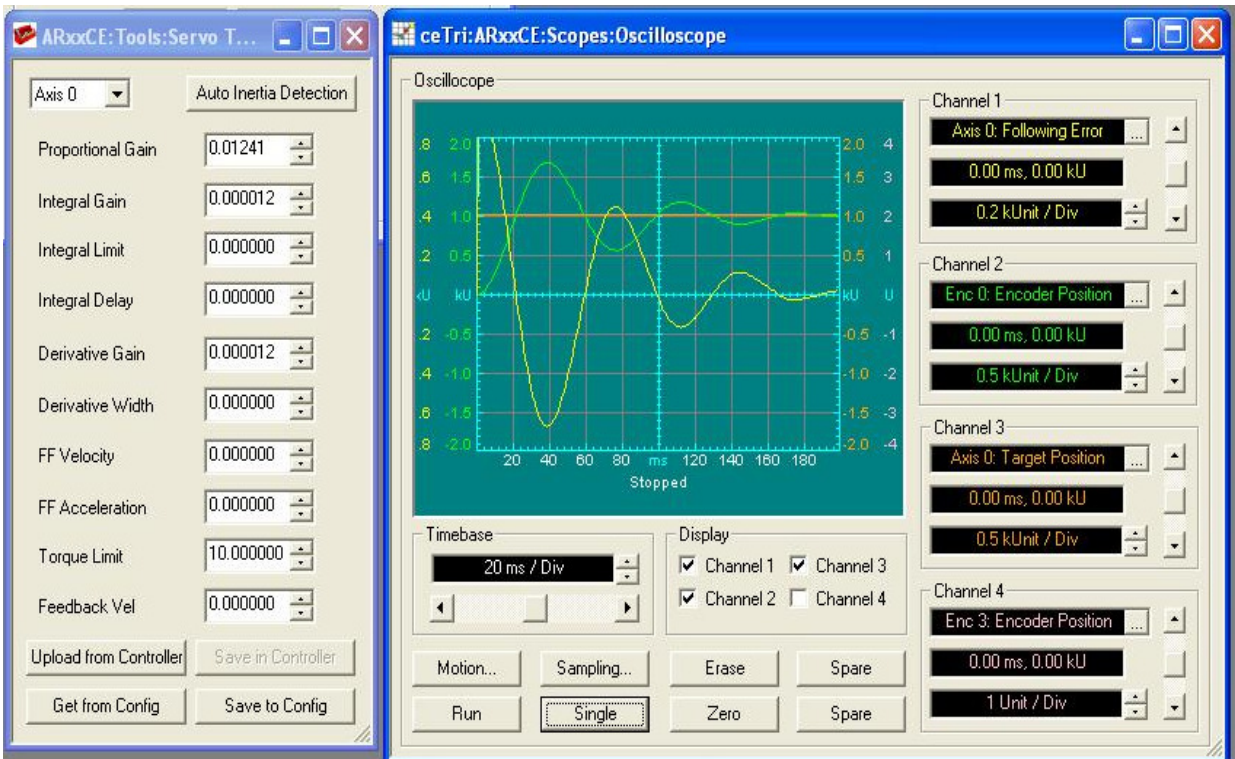 ARxxCE:Tools:Servo T...
Axis 0
Auto Inertia Detection
Proportional Gain 0.01241
Integral Gain 0.000012
Integral Limit 0.000000
Integral Delay 0.000000
Derivative Gain 0.000012
Derivative Width 0.000000
FF Velocity 0.000000
FF Acceleration 0.000000
Torque Limit 10.000000
Feedback Vel 0.000000
Upload from Controller Save in Controller
Get from Config Save to Config
ceTri:ARxxCE:Scopes:Oscilloscope
Oscillocope
.8 2.0 2.0 4
.6 1.5 1.5 3
.4 1.0 1.0 2
.2 0.5 0.5 1
kU kU kU U
.2 -0.5 -0.5 -1
.4 -1.0 -1.0 -2
.6 -1.5 -1.5 -3
.8 -2.0 -2.0 -4
20 40 60 80 ms 120 140 160 180
Stopped
Timebase
20 ms / Div
Display
Channel 1 Channel 3
Channel 2 Channel 4
Motion... Sampling... Erase Spare
Run Single Zero Spare
Channel 1
Axis 0: Following Error ...
0.00 ms, 0.00 kU
0.2 kUnit / Div
Channel 2
Enc 0: Encoder Position ...
0.00 ms, 0.00 kU
0.5 kUnit / Div
Channel 3
Axis 0: Target Position ...
0.00 ms, 0.00 kU
0.5 kUnit / Div
Channel 4
Enc 3: Encoder Position ...
0.00 ms, 0.00 kU
1 Unit / Div